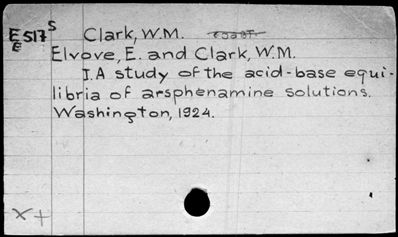 E517 S Clark, W.M.
E
Elvove, E. and Clark, W.M.
I. A study of the acid-base equi-
libria of arsphenamine solutions.
Washington, 1924.
X +